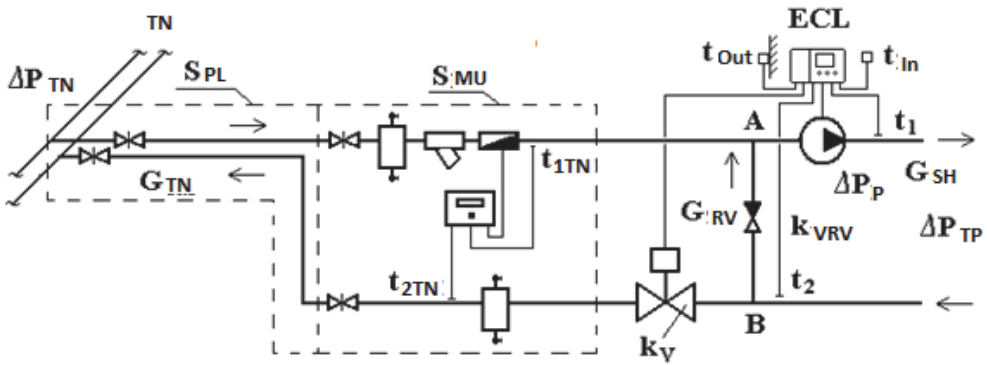 TN
ECL
t Out
t In
ΔP TN
S PL
S MU
A
t1
t1TN
G TN
G RV
ΔP P
G SH
k VRV
ΔP TP
t2TN
t2
B
kV